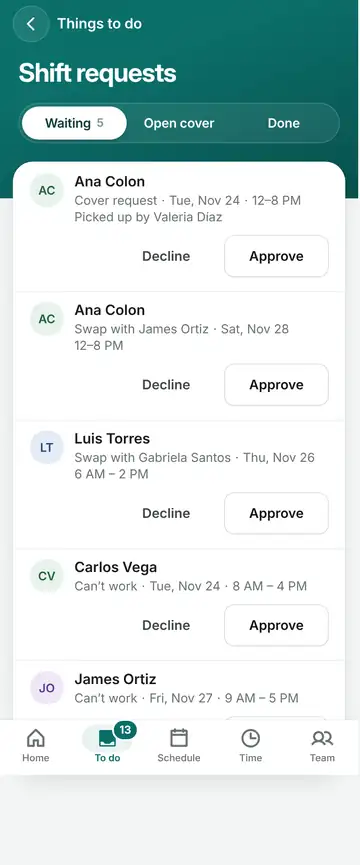 Things to do
Shift requests
Waiting 5
Open cover
Done
AC
Ana Colon
Cover request · Tue, Nov 24 · 12–8 PM
Picked up by Valeria Díaz
Decline
Approve
AC
Ana Colon
Swap with James Ortiz · Sat, Nov 28
12–8 PM
Decline
Approve
LT
Luis Torres
Swap with Gabriela Santos · Thu, Nov 26
6 AM – 2 PM
Decline
Approve
CV
Carlos Vega
Can’t work · Tue, Nov 24 · 8 AM – 4 PM
Decline
Approve
JO
James Ortiz
Can’t work · Fri, Nov 27 · 9 AM – 5 PM
13
Home
To do
Schedule
Time
Team